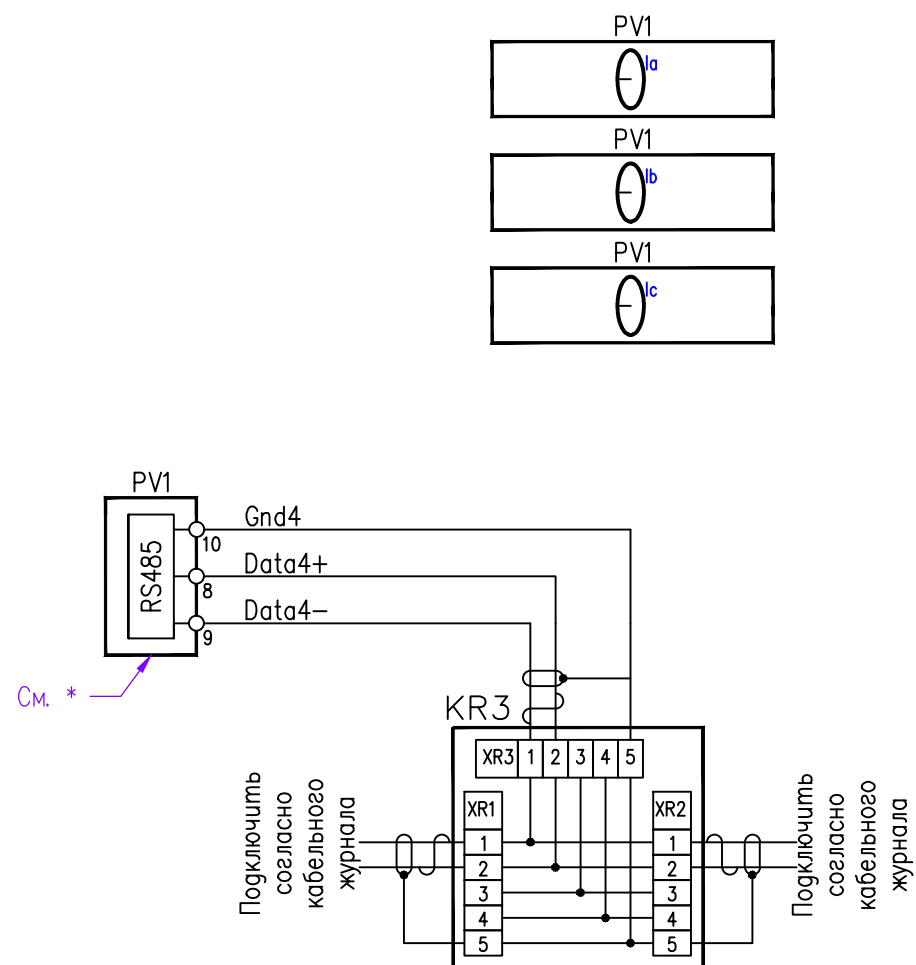 PV1
Ia
PV1
Ib
PV1
Ic
PV1
RS485
Gnd4
10
Data4+
8
Data4-
9
См. *
KR3
XR3 1 2 3 4 5
XR1
1
2
3
4
5
XR2
1
2
3
4
5
Подключить
согласно
кабельного
журнала
Подключить
согласно
кабельного
журнала